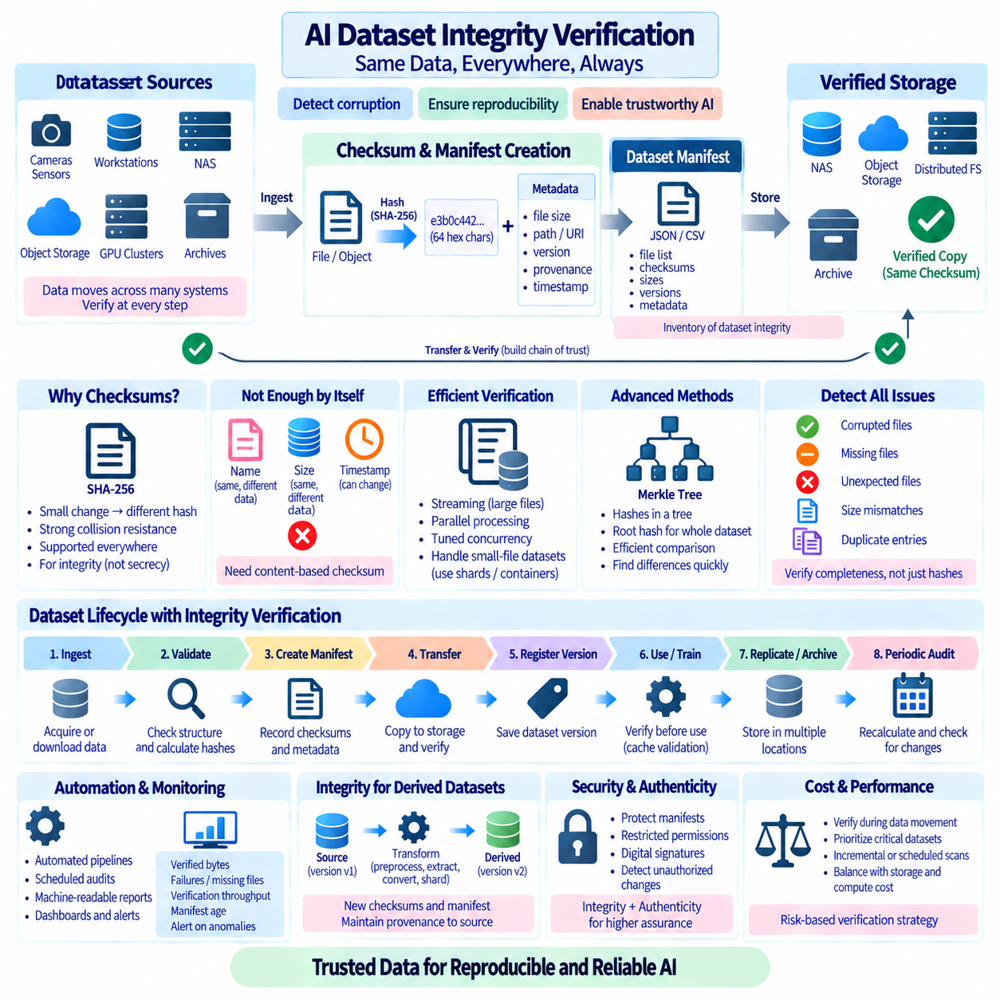 AI Dataset Integrity Verification
Same Data, Everywhere, Always
Detect corruption
Ensure reproducibility
Enable trustworthy AI
Dotatasset Sources
Cameras
Sensors
Workstations
NAS
Object Storage
GPU Clusters
Archives
Data moves across many systems
Verify at every step
Ingest
Checksum & Manifest Creation
File / Object
Hash
(SHA-256)
e3b0c442...
(64 hex chars)
+
Metadata
• file size
• path / URI
• version
• provenance
• timestamp
Dataset Manifest
JSON / CSV
• file list
• checksums
• sizes
• versions
• metadata
Inventory of dataset integrity
Store
Verified Storage
NAS
Object
Storage
Distributed FS
Archive
Verified Copy
(Same Checksum)
Transfer & Verify (build chain of trust)
Why Checksums?
SHA-256
• Small change → different hash
• Strong collision resistance
• Supported everywhere
• For integrity (not secrecy)
Not Enough by Itself
Name
(same, different
data)
Size
(same,
different
data)
Timestamp
(can change)
Need content-based checksum
Efficient Verification
• Streaming (large files)
• Parallel processing
• Tuned concurrency
• Handle small-file datasets
(use shards / containers)
Advanced Methods
Merkle Tree
• Hashes in a tree
• Root hash for whole dataset
• Efficient comparison
• Find differences quickly
Detect All Issues
Corrupted files
Missing files
Unexpected files
Size mismatches
Duplicate entries
Verify completeness, not just hashes
Dataset Lifecycle with Integrity Verification
1. Ingest
2. Validate
3. Create Manifest
4. Transfer
5. Register Version
6. Use / Train
7. Replicate / Archive
8. Periodic Audit
Acquire or
download data
Check structure
and calculate hashes
Record checksums
and metadata
Copy to storage
and verify
Save dataset version
Verify before use
(cache validation)
Store in multiple
locations
Recalculate and check
for changes
Automation & Monitoring
• Automated pipelines
• Scheduled audits
• Machine-readable reports
• Dashboards and alerts
Verified bytes
Failures / missing files
Verification throughput
Manifest age
Alert on anomalies
Integrity for Derived Datasets
Source
(version v1)
Transform
(preprocess, extract,
convert, shard)
Derived
(version v2)
New checksums and manifest
Maintain provenance to source
Security & Authenticity
• Protect manifests
• Restricted permissions
• Digital signatures
• Detect unauthorized
changes
Integrity + Authenticity
for higher assurance
Cost & Performance
• Verify during data movement
• Prioritize critical datasets
• Incremental or scheduled scans
• Balance with storage and
compute cost
Risk-based verification strategy
Trusted Data for Reproducible and Reliable AI